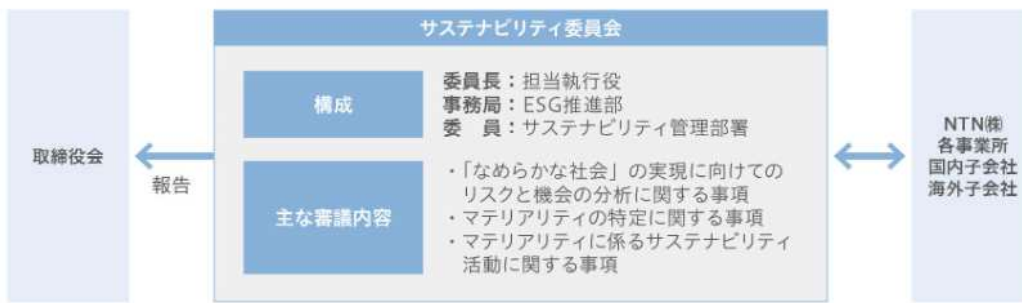 サステナビリティ委員会
取締役会
報告
構成
委員長：担当執行役
事務局：ESG推進部
委　員：サステナビリティ管理部署
主な審議内容
・「なめらかな社会」の実現に向けての
リスクと機会の分析に関する事項
・マテリアリティの特定に関する事項
・マテリアリティに係るサステナビリティ
活動に関する事項
NTN㈱
各事業所
国内子会社
海外子会社